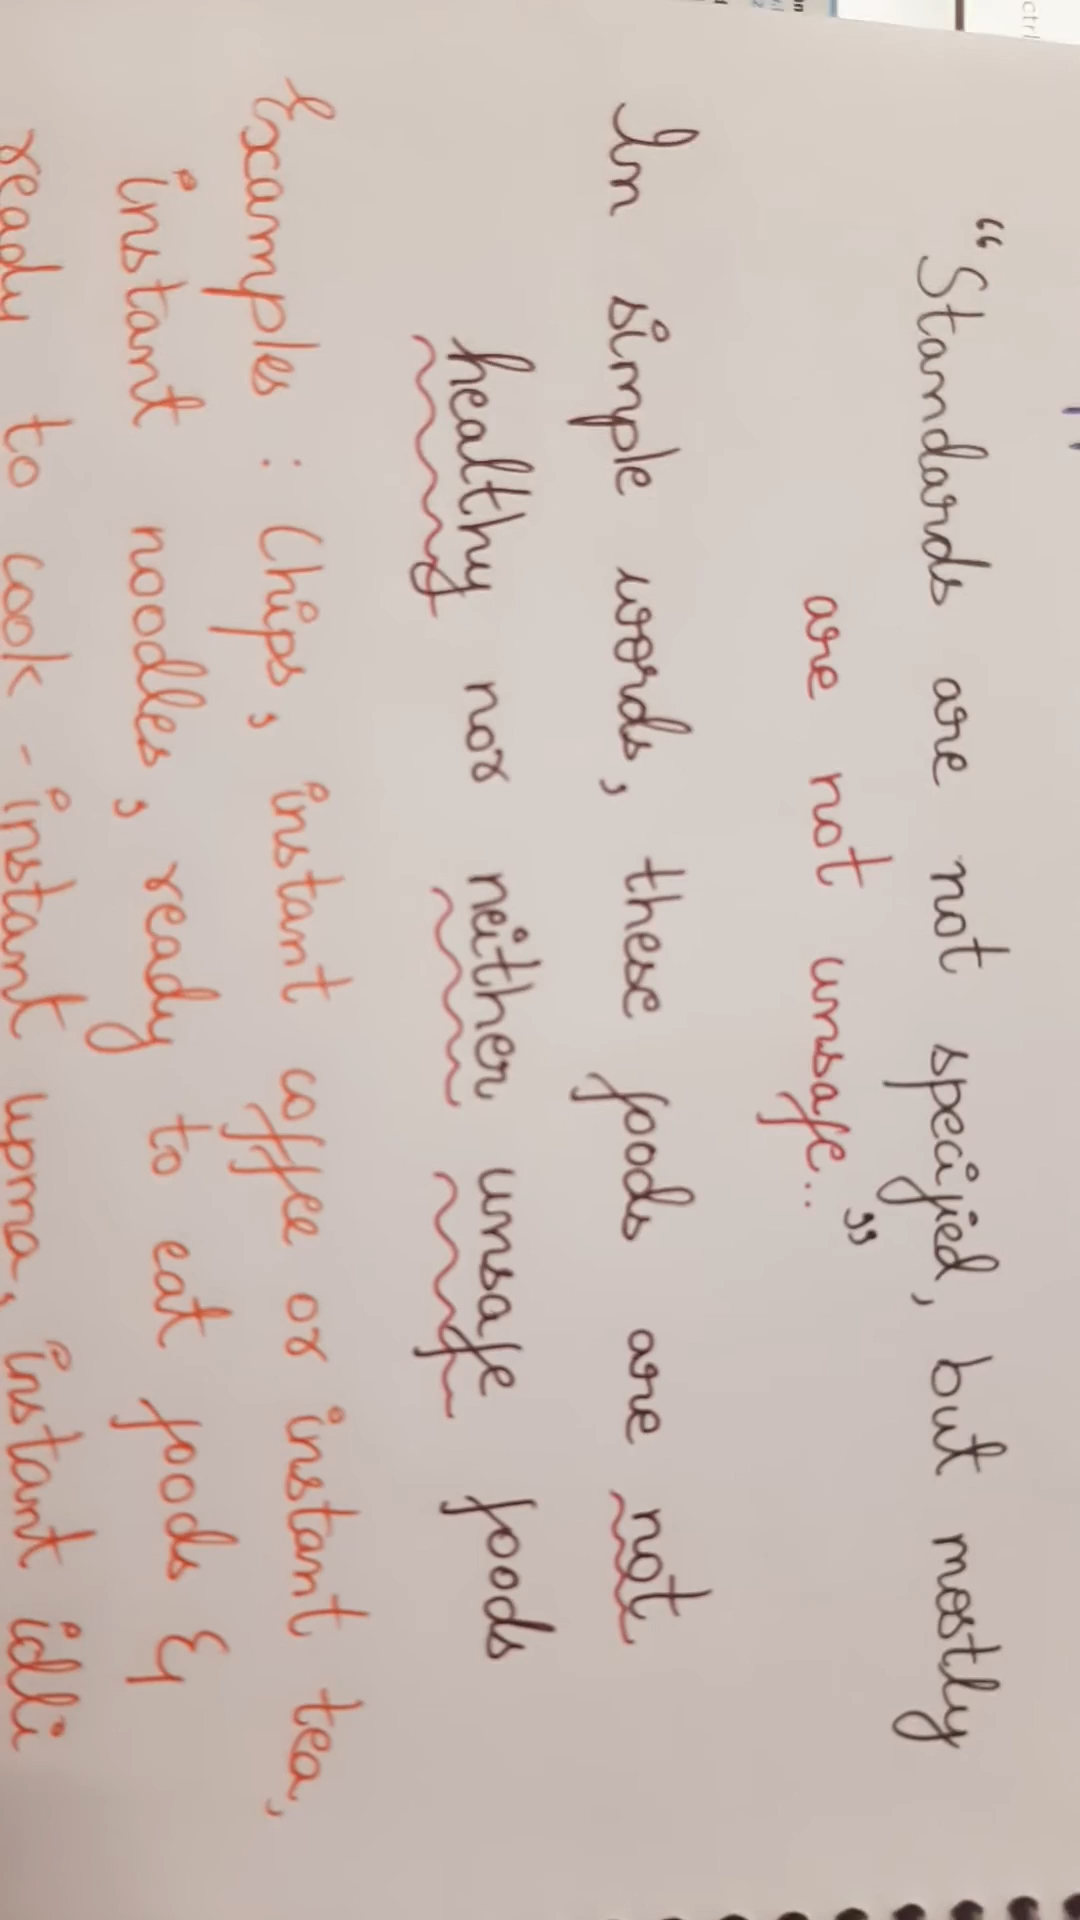 “Standards are not specified, but mostly
are not unsafe..”
In simple words, these foods are not
healthy nor neither unsafe foods
Examples : Chips, instant coffee or instant tea,
instant noodles, ready to eat foods &
ready to cook - instant upma, instant idli
ctrl